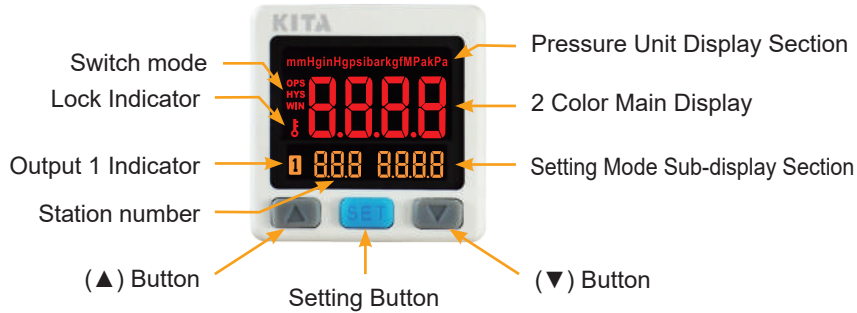 KITA
mmHginHgpsibarkgfMPakPa
Pressure Unit Display Section
Switch mode
OPS
HYS
WIN
8.8.8.8
2 Color Main Display
Lock Indicator
Output 1 Indicator
1 8.8.8 8.8.8.8
Setting Mode Sub-display Section
Station number
▲ SET ▼
(▲) Button
Setting Button
(▼) Button